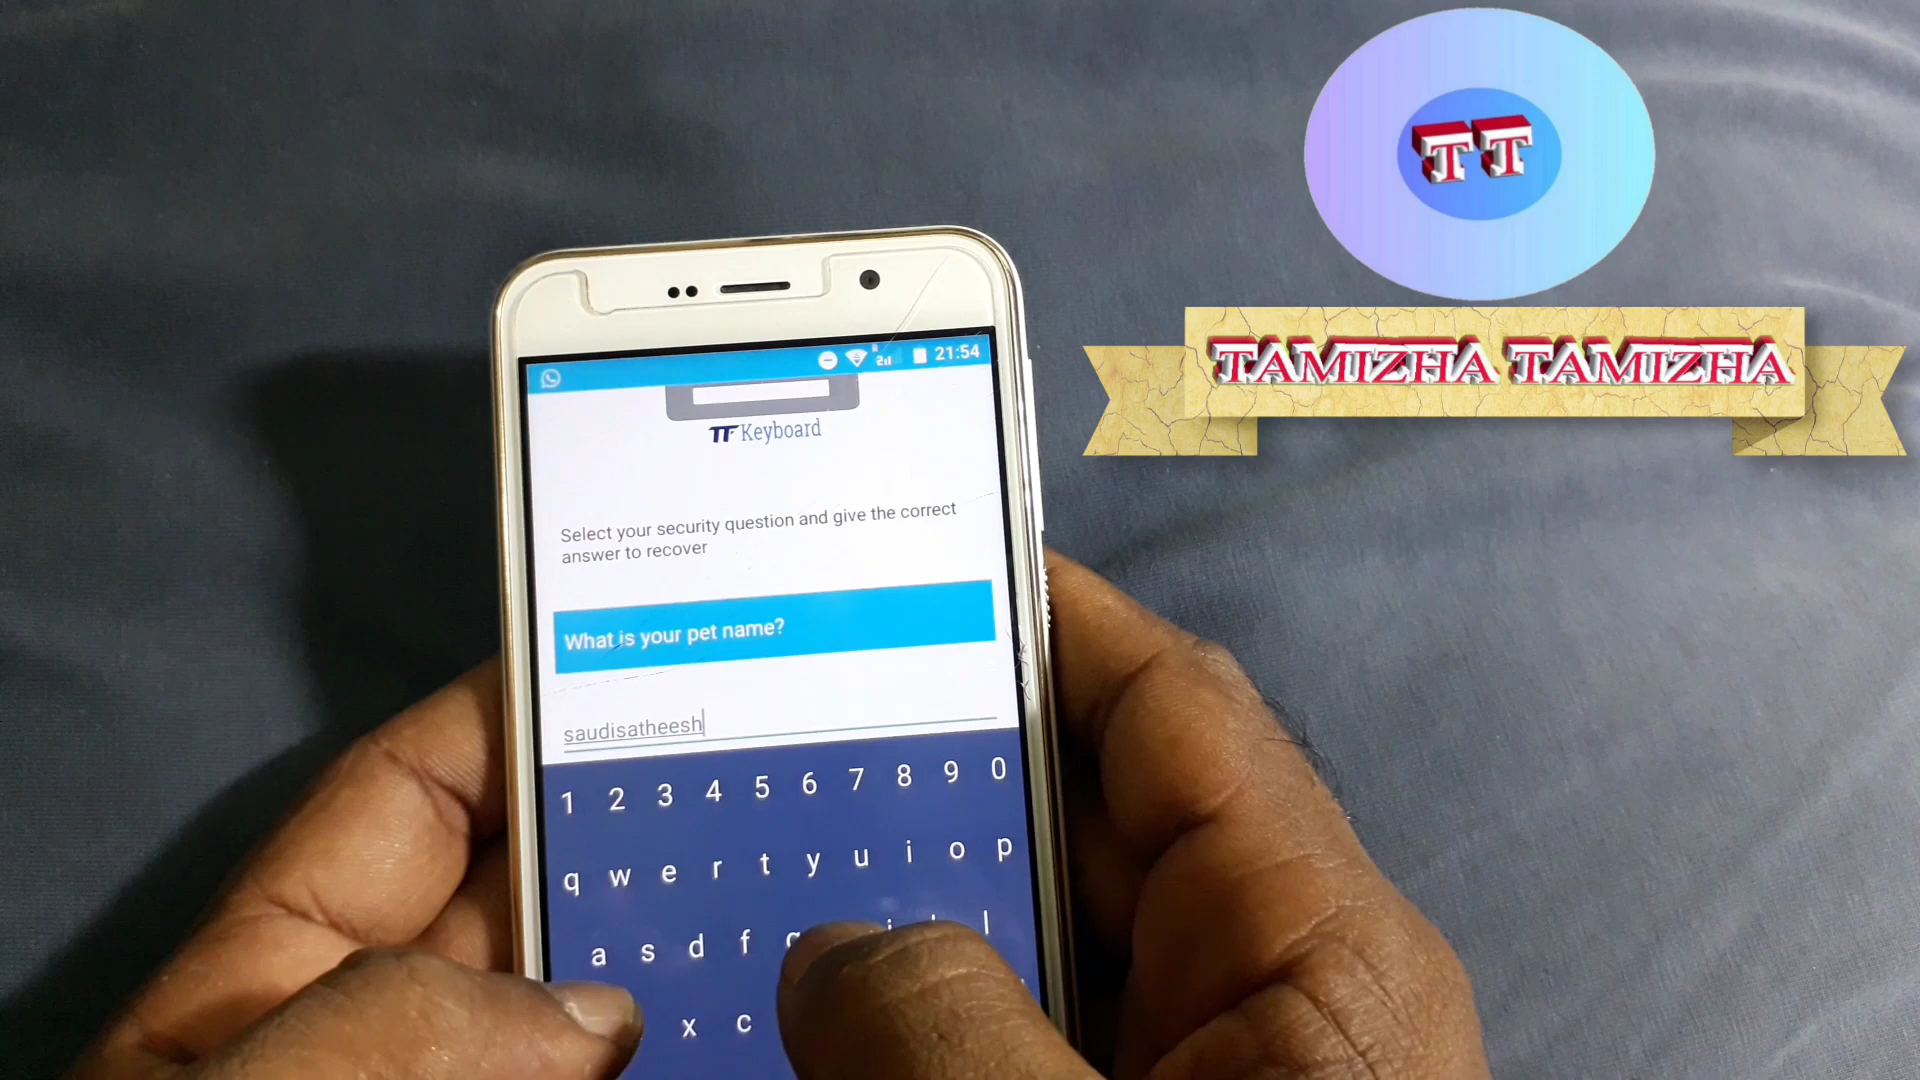 TT
TAMIZHA TAMIZHA
21:54
TF Keyboard
Select your security question and give the correct
answer to recover
What is your pet name?
saudisatheesh
1 2 3 4 5 6 7 8 9 0
q w e r t y u i o p
a s d f g l
x c